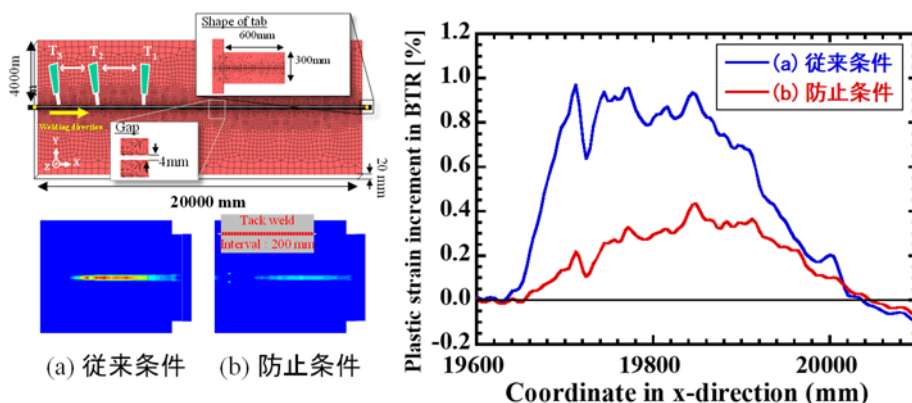 Shape of tab
600mm
300mm
T3
T2
T1
4000m
Welding direction
Y
Z
X
Gap
4mm
20 mm
20000 mm
Tack weld
Interval : 200 mm
(a) 従来条件
(b) 防止条件
Plastic strain increment in BTR [%]
1.2
1.0
0.8
0.6
0.4
0.2
0.0
-0.2
(a) 従来条件
(b) 防止条件
19600
19800
20000
Coordinate in x-direction (mm)